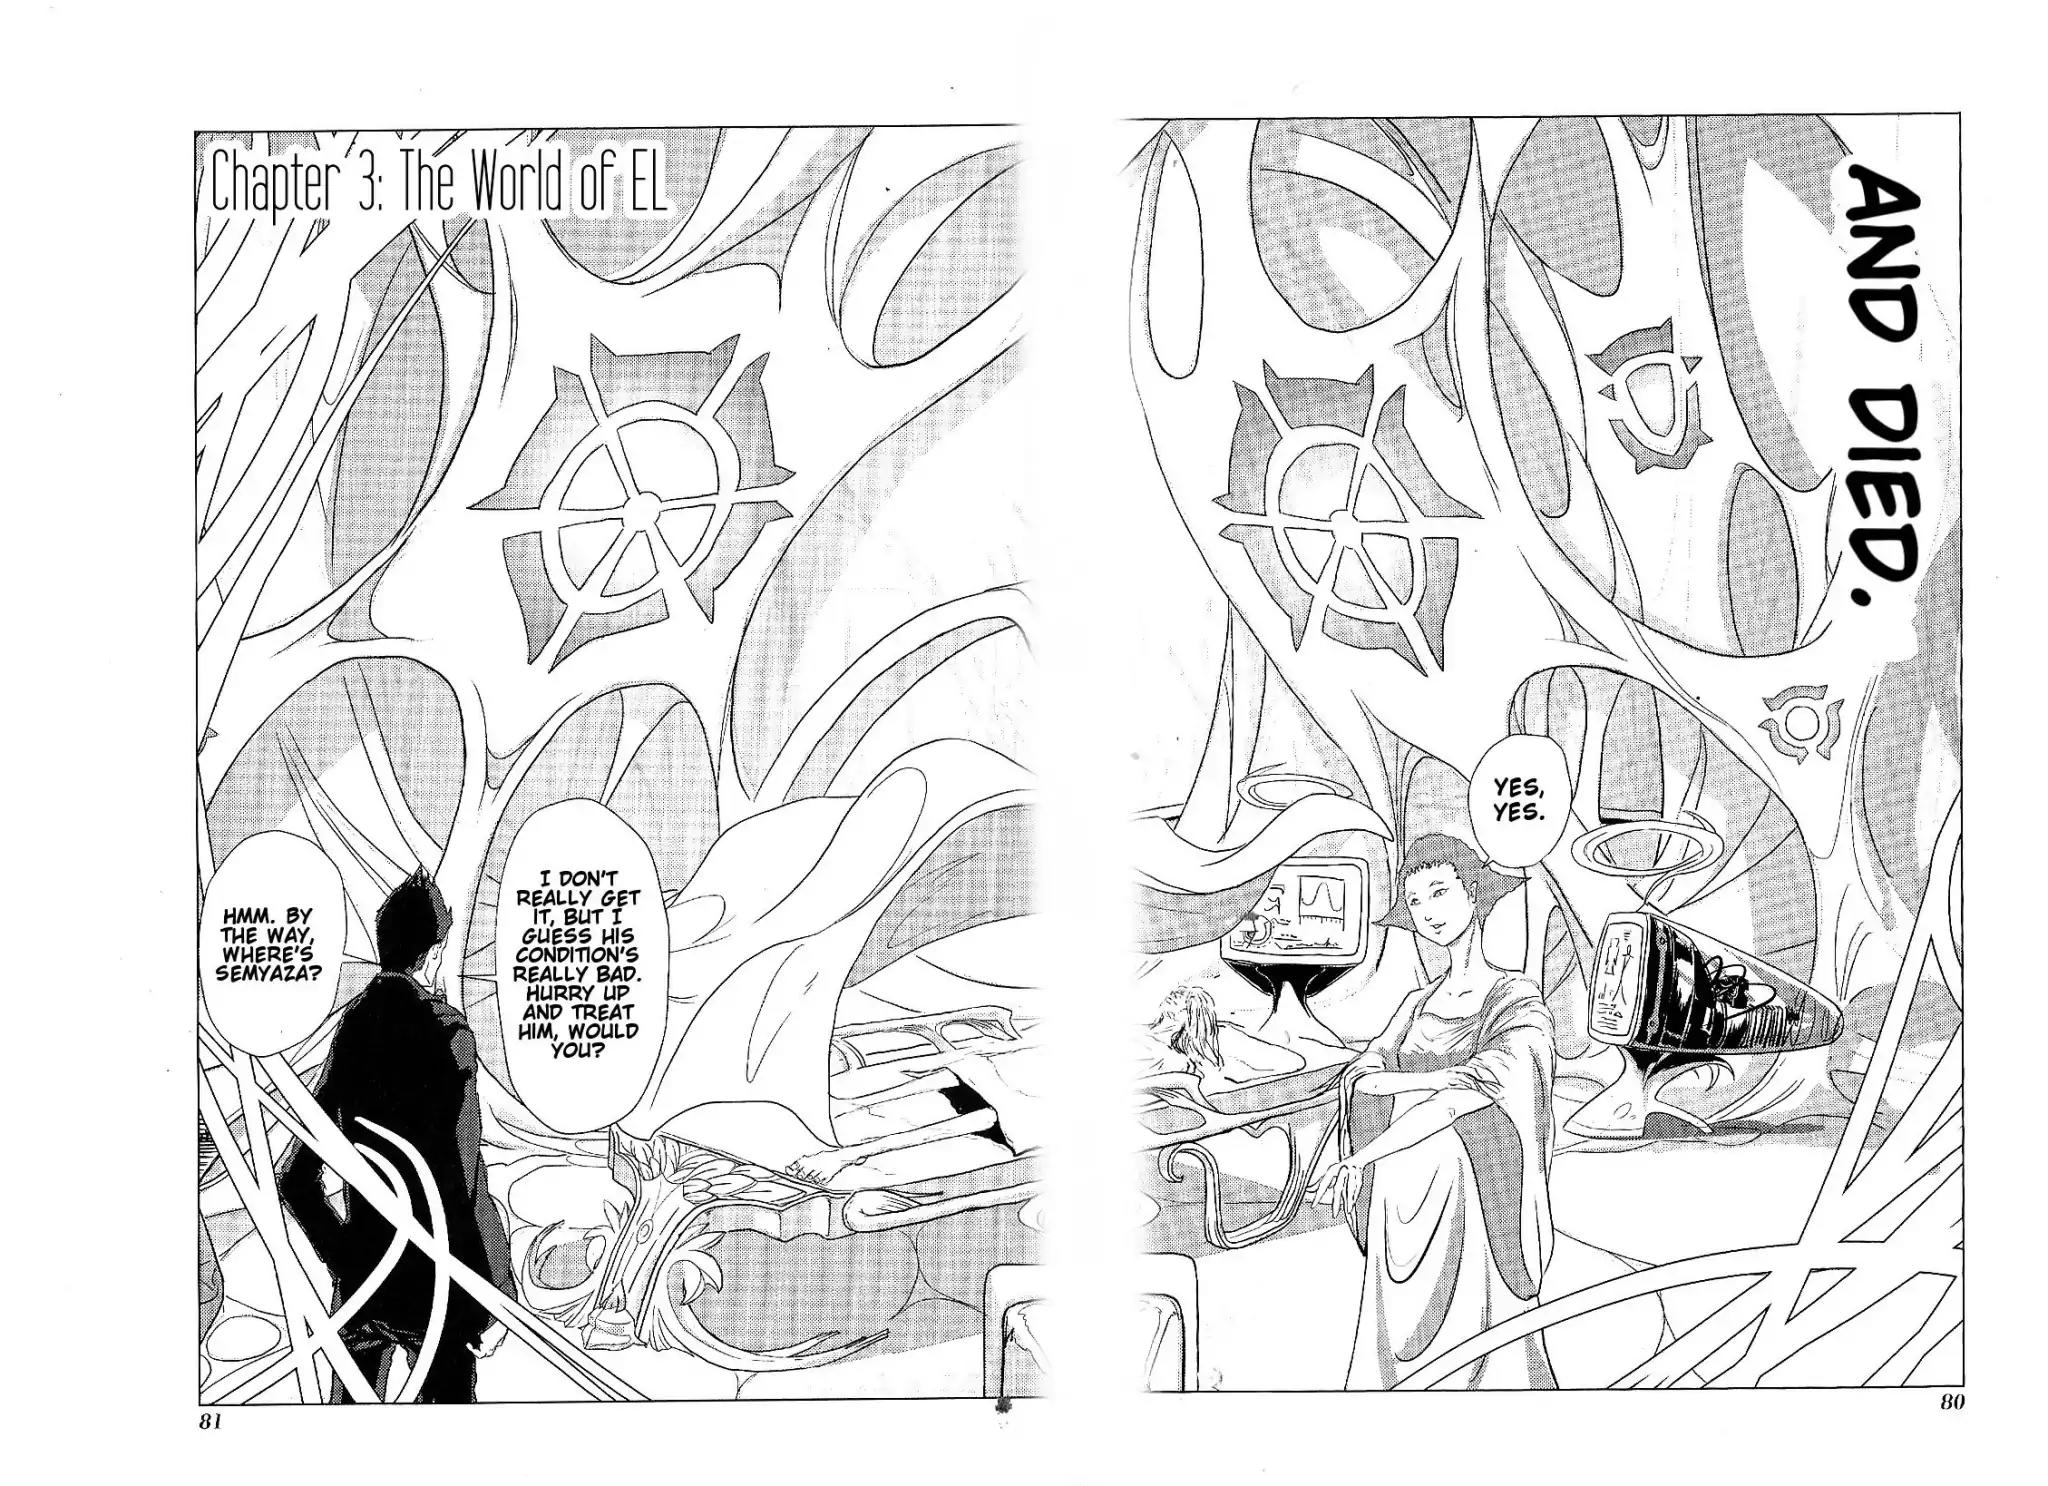 AND DIED.
YES,
YES.
80
Chapter 3: The World of EL
I DON'T
REALLY GET
IT, BUT I
GUESS HIS
CONDITION'S
REALLY BAD.
HURRY UP
AND TREAT
HIM, WOULD
YOU?
HMM. BY
THE WAY,
WHERE'S
SEMYAZA?
81